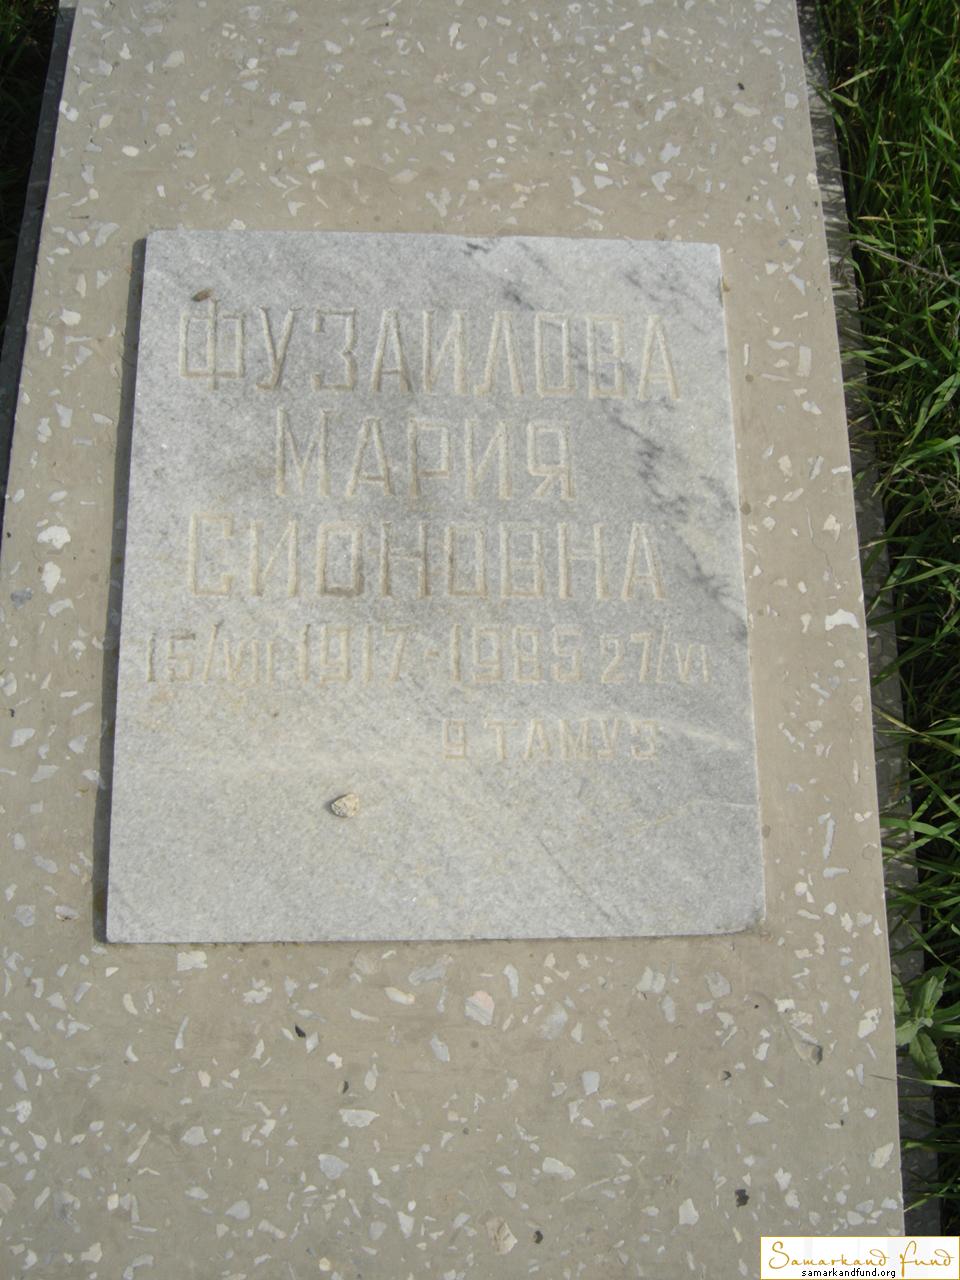 ФУЗАИЛОВА
МАРИЯ
СИОНОВНА
15/VII 1917-1985 27/VI
9 ТАМУЗ
Samarkand Fund
samarkandfund.org